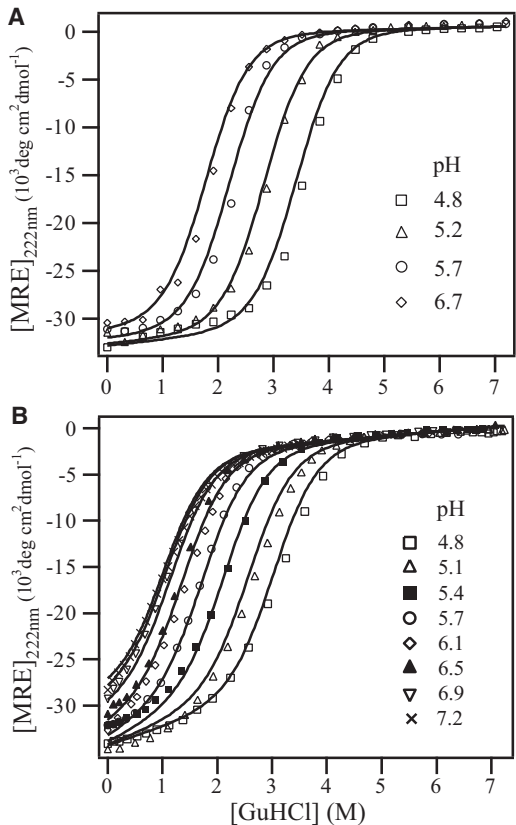 A
[MRE]222nm (10³deg cm²dmol⁻¹)
0
-5
-10
-15
-20
-25
-30
pH
4.8
5.2
5.7
6.7
0 1 2 3 4 5 6 7
B
[MRE]222nm (10³deg cm²dmol⁻¹)
0
-5
-10
-15
-20
-25
-30
pH
4.8
5.1
5.4
5.7
6.1
6.5
6.9
7.2
0 1 2 3 4 5 6 7
[GuHCl] (M)